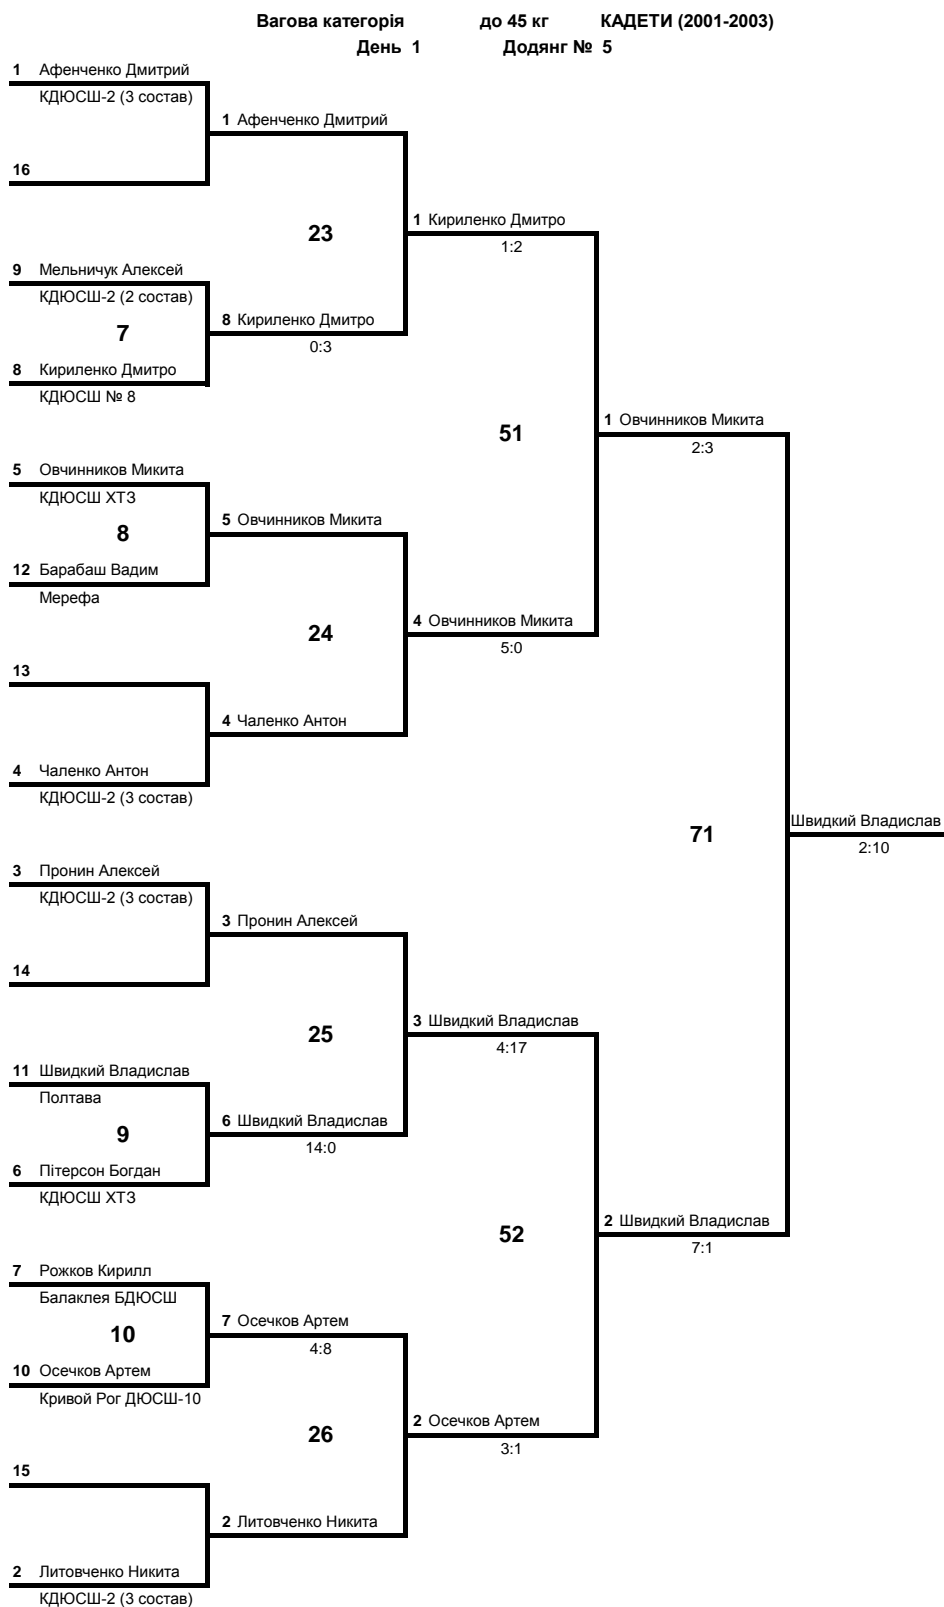 Вагова категорія до 45 кг КАДЕТИ (2001-2003)
День 1 Додянг № 5
1 Афенченко Дмитрий
КДЮСШ-2 (3 состав)
1 Афенченко Дмитрий
16
23
1 Кириленко Дмитро
1:2
9 Мельничук Алексей
КДЮСШ-2 (2 состав)
7
8 Кириленко Дмитро
0:3
8 Кириленко Дмитро
КДЮСШ № 8
51
1 Овчинников Микита
2:3
5 Овчинников Микита
КДЮСШ ХТЗ
8
5 Овчинников Микита
12 Барабаш Вадим
Мерефа
24
4 Овчинников Микита
5:0
13
4 Чаленко Антон
4 Чаленко Антон
КДЮСШ-2 (3 состав)
71
Швидкий Владислав
2:10
3 Пронин Алексей
КДЮСШ-2 (3 состав)
3 Пронин Алексей
14
25
3 Швидкий Владислав
4:17
11 Швидкий Владислав
Полтава
9
6 Швидкий Владислав
14:0
6 Пітерсон Богдан
КДЮСШ ХТЗ
52
2 Швидкий Владислав
7:1
7 Рожков Кирилл
Балаклея БДЮСШ
10
7 Осечков Артем
4:8
10 Осечков Артем
Кривой Рог ДЮСШ-10
26
2 Осечков Артем
3:1
15
2 Литовченко Никита
2 Литовченко Никита
КДЮСШ-2 (3 состав)